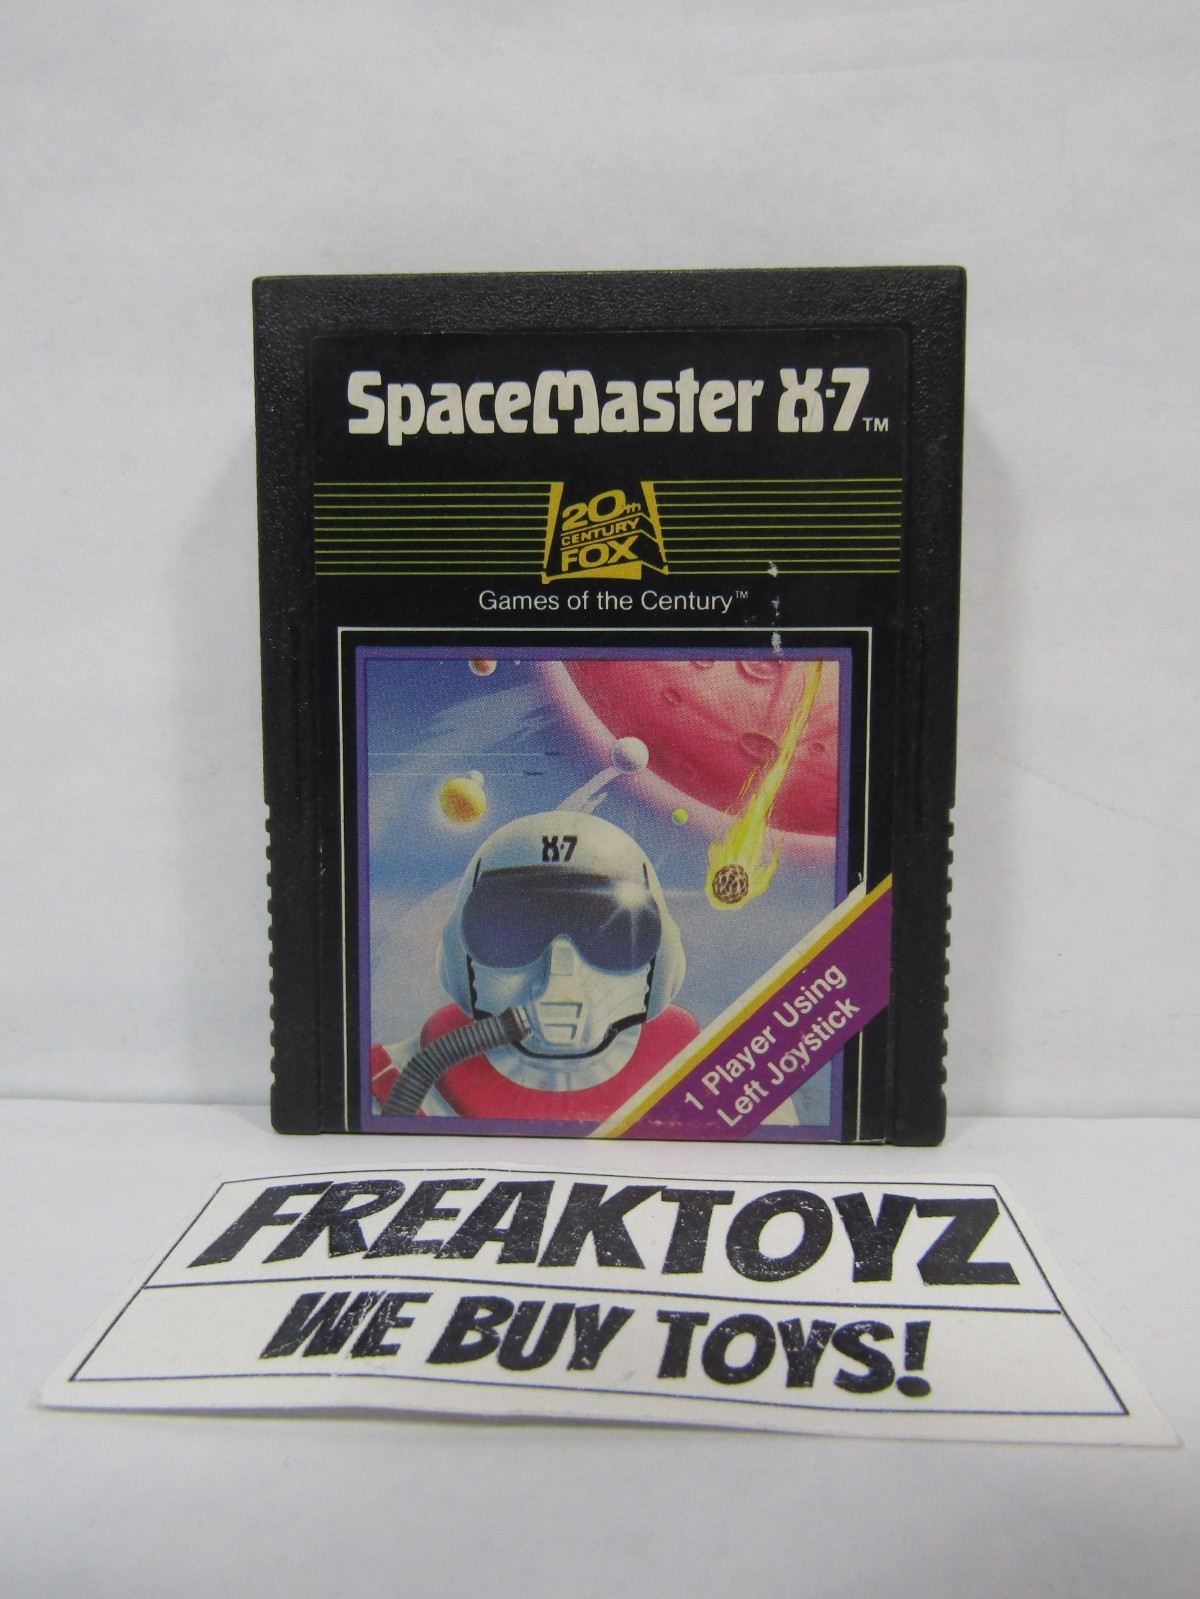 SpaceMaster X-7™
20th
CENTURY
FOX
Games of the Century™
X-7
1 Player Using
Left Joystick
FREAKTOYZ
WE BUY TOYS!